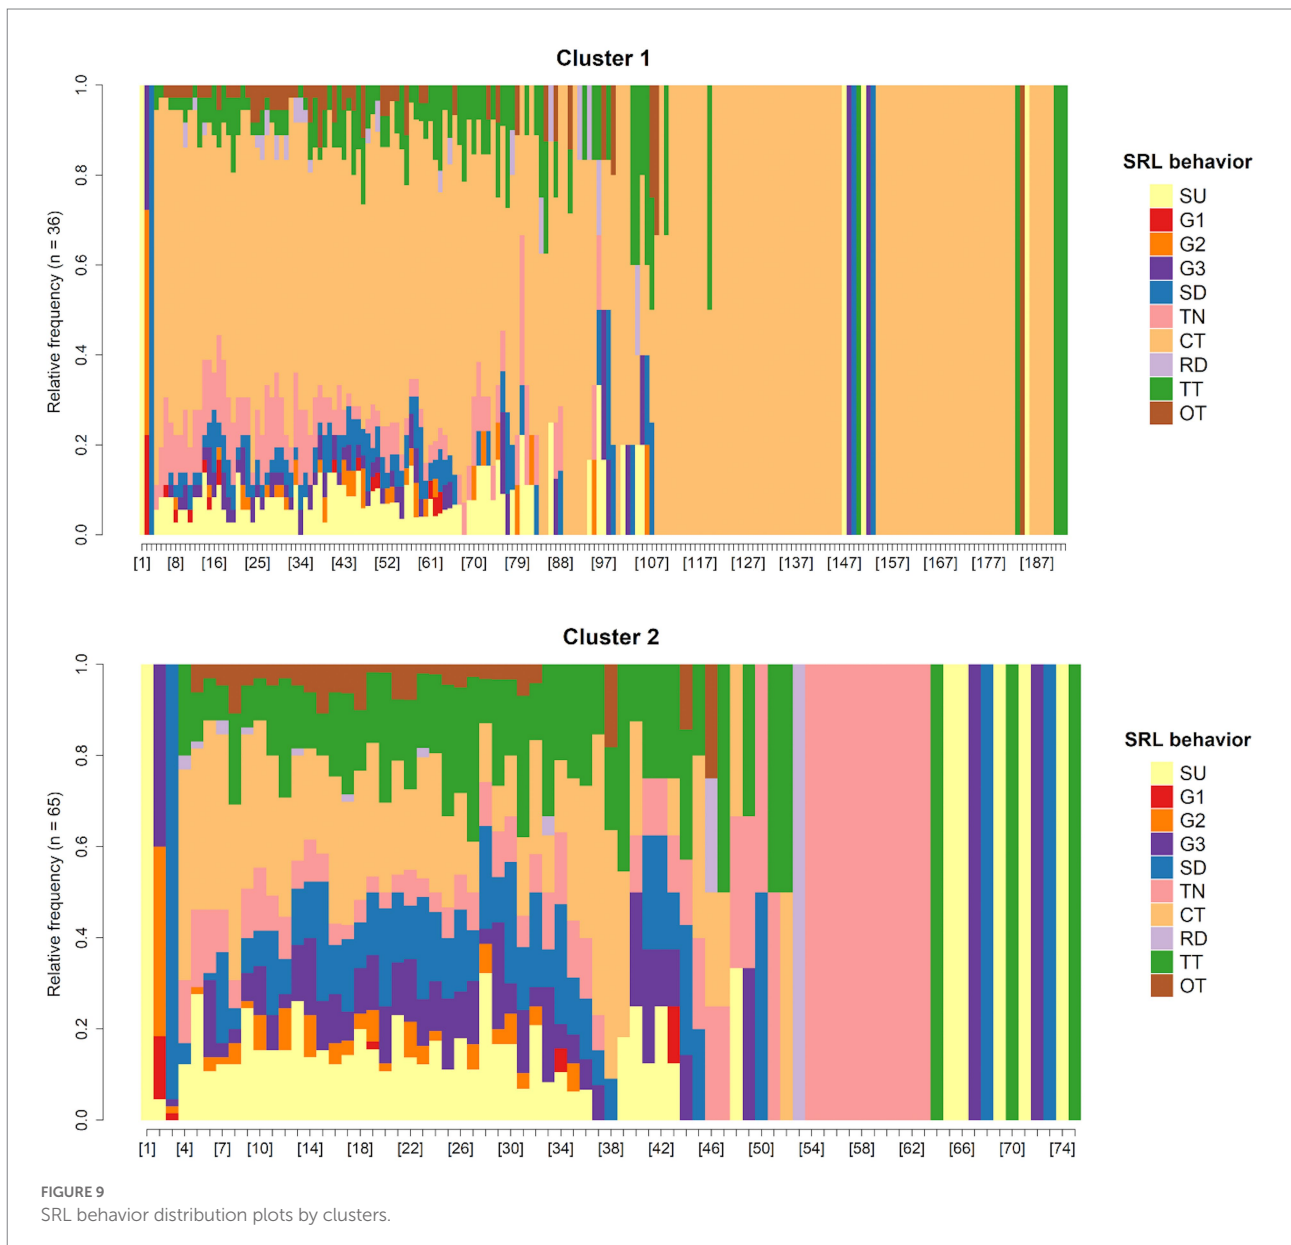 Cluster 1
Relative frequency (n = 36)
0.0 0.2 0.4 0.6 0.8 1.0
[1] [8] [16] [25] [34] [43] [52] [61] [70] [79] [88] [97] [107] [117] [127] [137] [147] [157] [167] [177] [187]
SRL behavior
SU
G1
G2
G3
SD
TN
CT
RD
TT
OT
Cluster 2
Relative frequency (n = 65)
0.0 0.2 0.4 0.6 0.8 1.0
[1] [4] [7] [10] [14] [18] [22] [26] [30] [34] [38] [42] [46] [50] [54] [58] [62] [66] [70] [74]
SRL behavior
SU
G1
G2
G3
SD
TN
CT
RD
TT
OT
FIGURE 9
SRL behavior distribution plots by clusters.